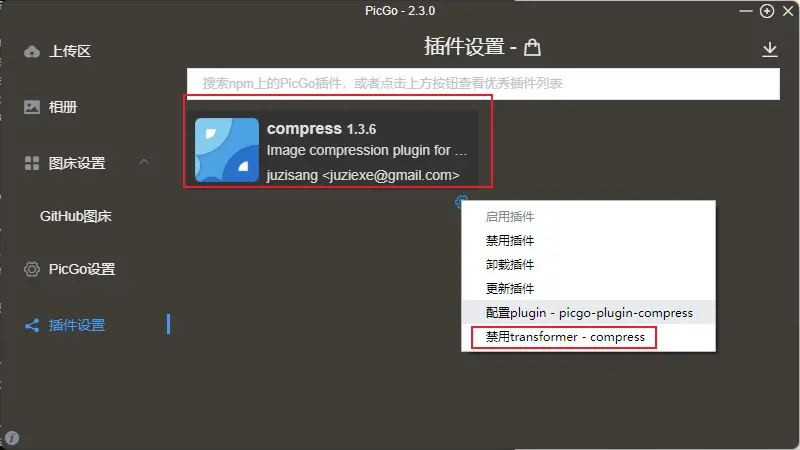 PicGo - 2.3.0
上传区
相册
图床设置
GitHub图床
PicGo设置
插件设置
插件设置 -
搜索npm上的PicGo插件，或者点击上方按钮查看优秀插件列表
compress 1.3.6
Image compression plugin for ...
juzisang <juziexe@gmail.com>
启用插件
禁用插件
卸载插件
更新插件
配置plugin - picgo-plugin-compress
禁用transformer - compress